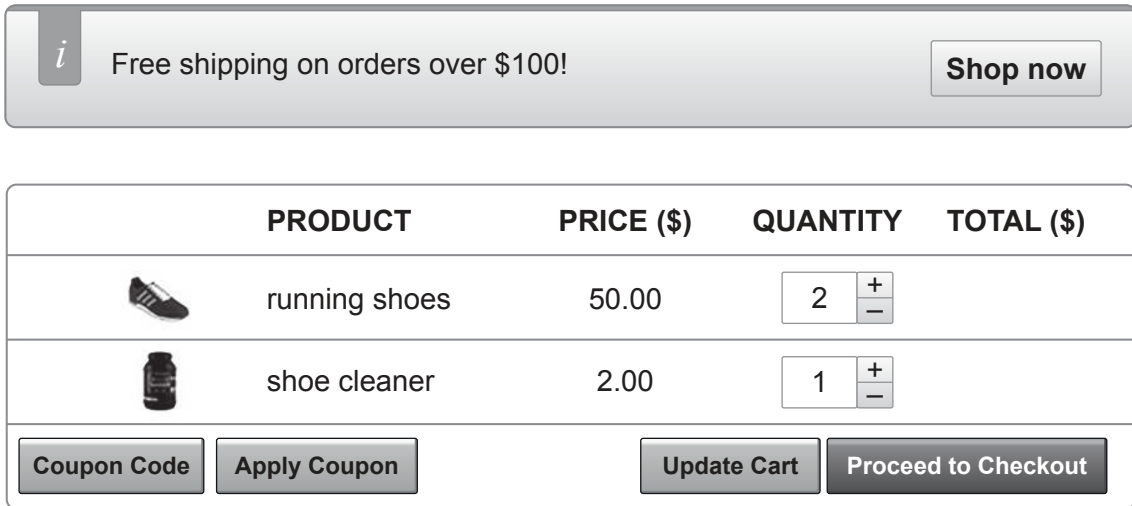 i
Free shipping on orders over $100!
Shop now
PRODUCT PRICE ($) QUANTITY TOTAL ($)
running shoes 50.00 2 + –
shoe cleaner 2.00 1 + –
Coupon Code Apply Coupon Update Cart Proceed to Checkout